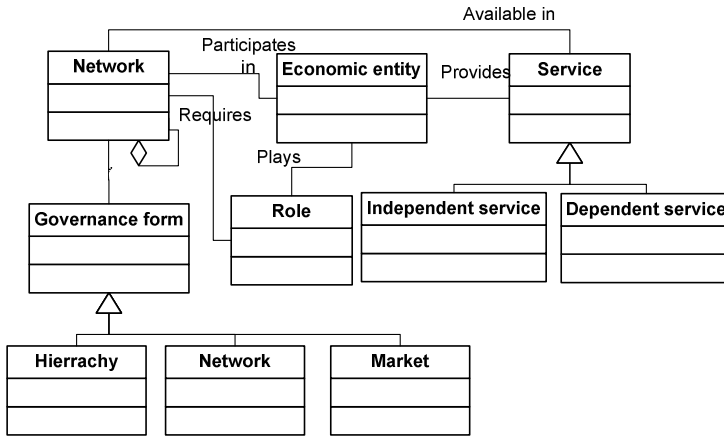 Available in
Network
Participates
in
Economic entity
Provides
Service
Requires
Plays
Governance form
Role
Independent service
Dependent service
Hierrachy
Network
Market